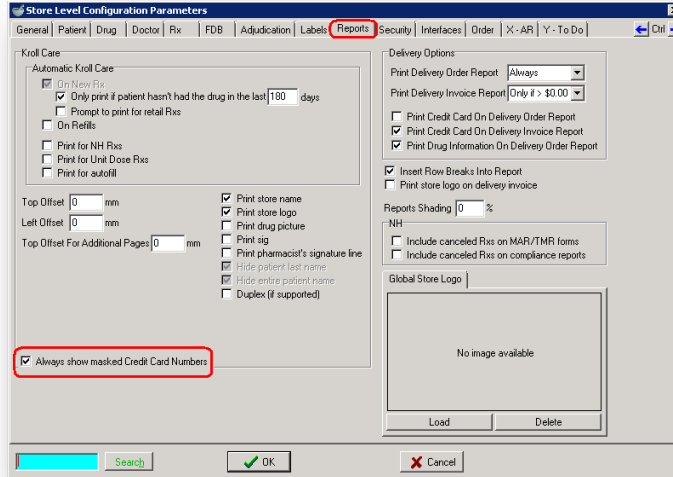 Store Level Configuration Parameters
General Patient Drug Doctor Rx FDB Adjudication Labels Reports Security Interfaces Order X - AR Y - To Do Ctrl
Kroll Care
Automatic Kroll Care
On New Rx
Only print if patient hasn't had the drug in the last 180 days
Prompt to print for retail Rxs
On Refills
Print for NH Rxs
Print for Unit Dose Rxs
Print for autofill
Top Offset 0 mm
Left Offset 0 mm
Top Offset For Additional Pages 0 mm
Print store name
Print store logo
Print drug picture
Print sig
Print pharmacist's signature line
Hide patient last name
Hide entire patient name
Duplex (if supported)
Always show masked Credit Card Numbers
Delivery Options
Print Delivery Order Report Always
Print Delivery Invoice Report Only if > $0.00
Print Credit Card On Delivery Order Report
Print Credit Card On Delivery Invoice Report
Print Drug Information On Delivery Order Report
Insert Row Breaks Into Report
Print store logo on delivery invoice
Reports Shading 0 %
NH
Include canceled Rxs on MAR/TMR forms
Include canceled Rxs on compliance reports
Global Store Logo
No image available
Load Delete
Search OK Cancel